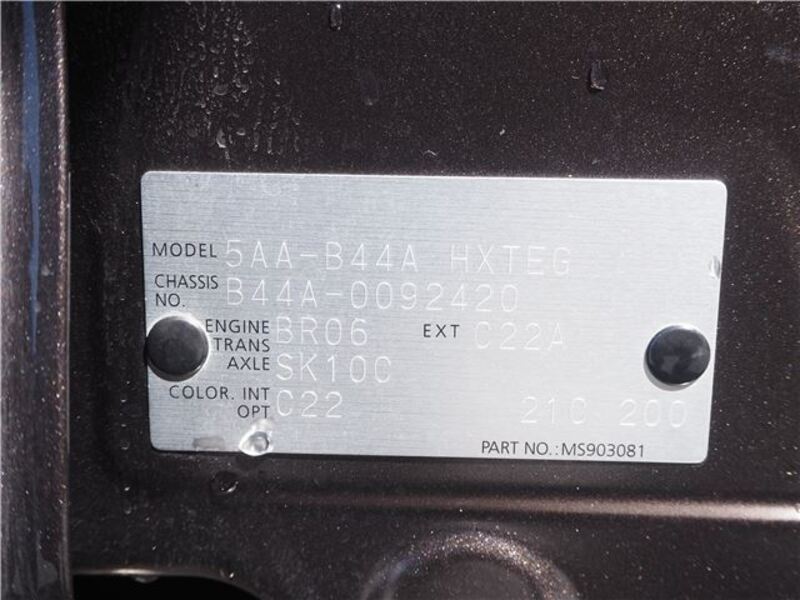 MODEL 5AA-B44A HXTEG
CHASSIS NO. B44A-0092420
ENGINE BR06 EXT C22A
TRANS AXLE SK10C
COLOR. INT C22
OPT 21C 200
PART NO.: MS903081